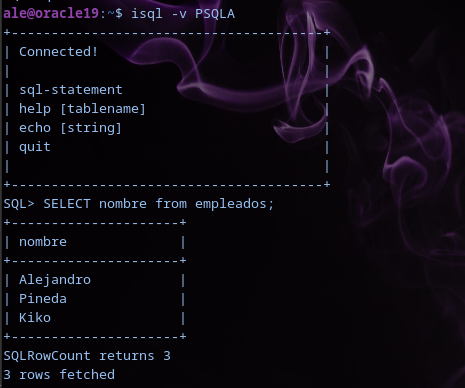 ale@oracle19:~$ isql -v PSQLA
+---------------------------------------+
| Connected!                            |
|                                       |
| sql-statement                         |
| help [tablename]                      |
| echo [string]                         |
| quit                                  |
|                                       |
+---------------------------------------+
SQL> SELECT nombre from empleados;
+---------------------+
| nombre              |
+---------------------+
| Alejandro           |
| Pineda              |
| Kiko                |
+---------------------+
SQLRowCount returns 3
3 rows fetched